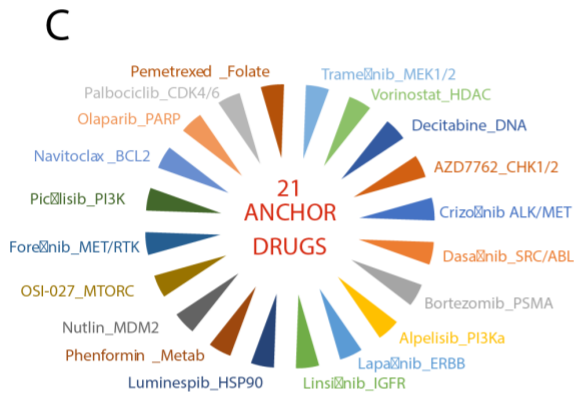 C
Pemetrexed _Folate
Trame�nib_MEK1/2
Palbociclib_CDK4/6
Vorinostat_HDAC
Olaparib_PARP
Decitabine_DNA
Navitoclax _BCL2
AZD7762_CHK1/2
Pic�lisib_PI3K
Crizo�nib ALK/MET
21
ANCHOR
DRUGS
Fore�nib_MET/RTK
Dasa�nib_SRC/ABL
OSI-027_MTORC
Bortezomib_PSMA
Nutlin_MDM2
Alpelisib_PI3Ka
Phenformin _Metab
Lapa�nib_ERBB
Luminespib_HSP90
Linsi�nib_IGFR